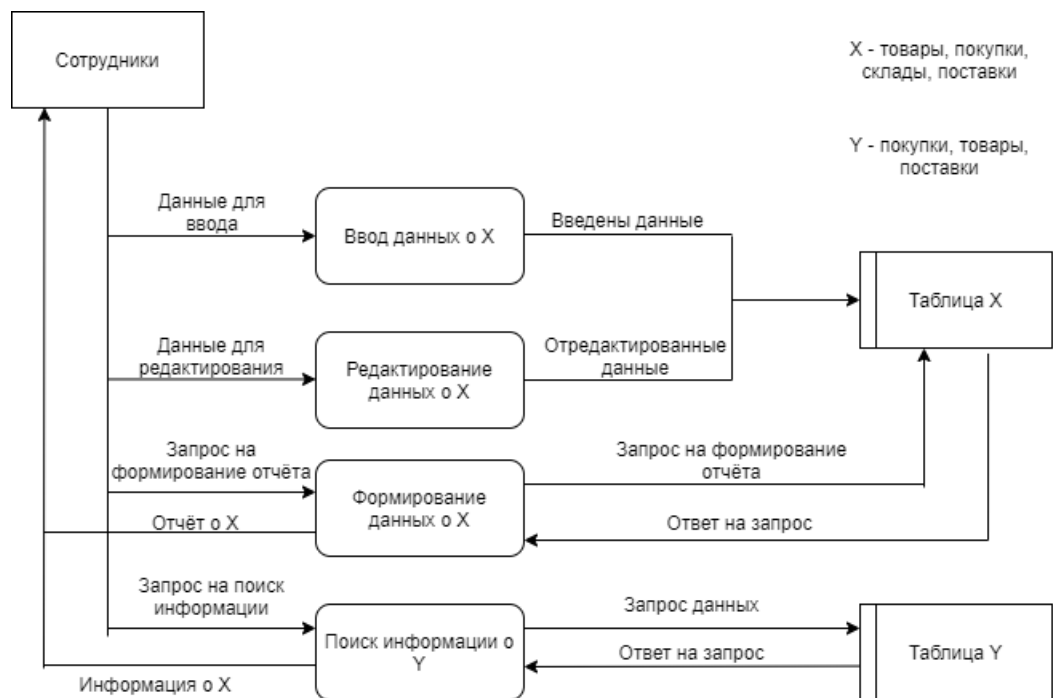 Сотрудники
X - товары, покупки,
склады, поставки
Y - покупки, товары,
поставки
Данные для
ввода
Ввод данных о X
Введены данные
Таблица X
Данные для
редактирования
Редактирование
данных о X
Отредактированные
данные
Запрос на
формирование отчёта
Формирование
данных о X
Запрос на формирование
отчёта
Отчёт о X
Ответ на запрос
Запрос на поиск
информации
Поиск информации о
Y
Запрос данных
Ответ на запрос
Таблица Y
Информация о X